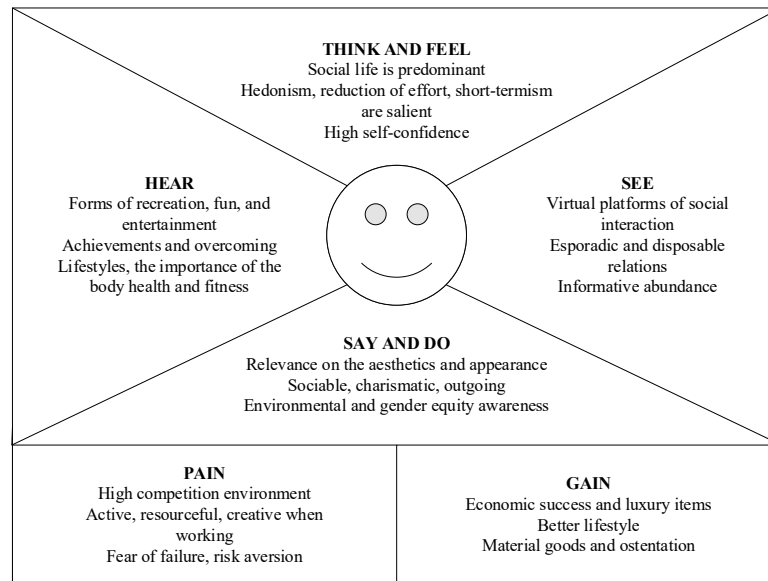 THINK AND FEEL
Social life is predominant
Hedonism, reduction of effort, short-termism
are salient
High self-confidence
HEAR
Forms of recreation, fun, and
entertainment
Achievements and overcoming
Lifestyles, the importance of the
body health and fitness
SEE
Virtual platforms of social
interaction
Esporadic and disposable
relations
Informative abundance
SAY AND DO
Relevance on the aesthetics and appearance
Sociable, charismatic, outgoing
Environmental and gender equity awareness
PAIN
High competition environment
Active, resourceful, creative when
working
Fear of failure, risk aversion
GAIN
Economic success and luxury items
Better lifestyle
Material goods and ostentation